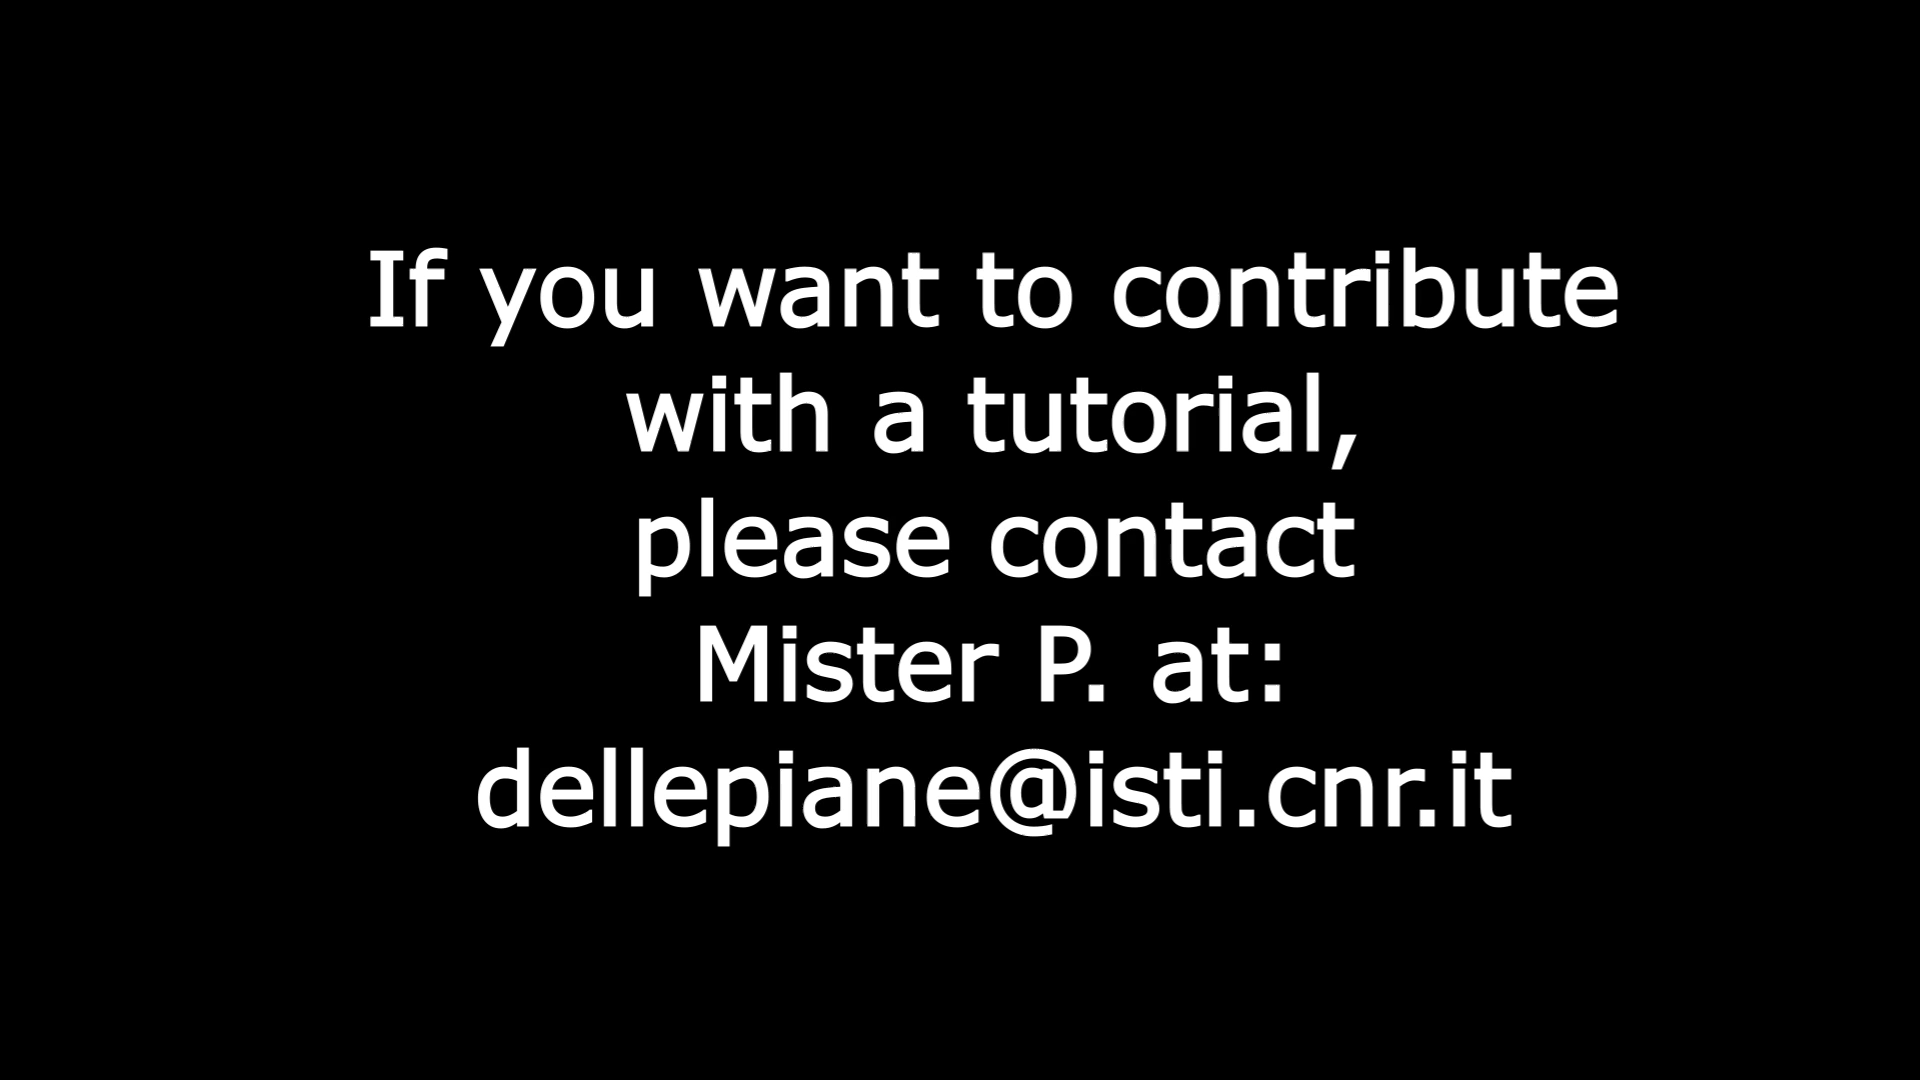 If you want to contribute
with a tutorial,
please contact
Mister P. at:
dellepiane@isti.cnr.it